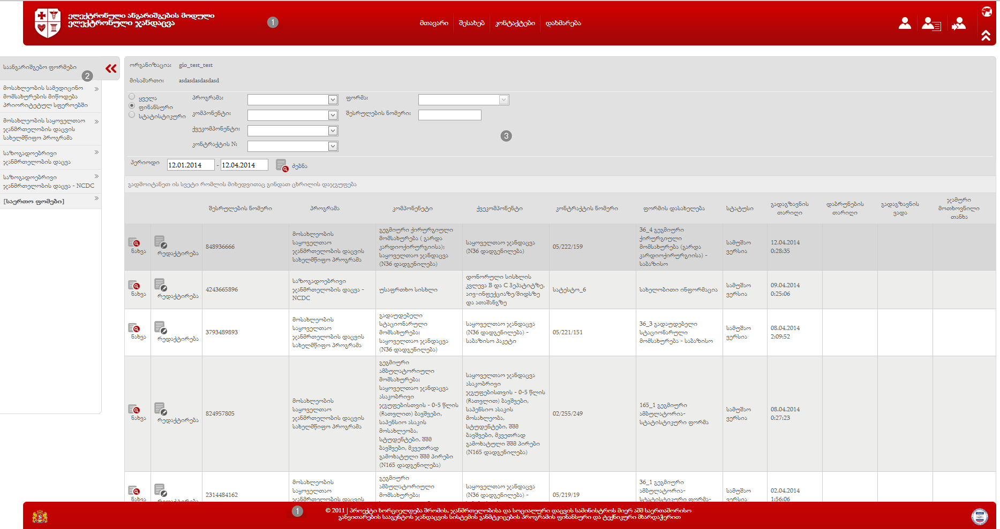 ელექტრონული ანგარიშგების მოდული
ელექტრონული ჯანდაცვა
1
მთავარი
შესახებ
კონტაქტები
დახმარება
საანგარიშგებო ფორმები
2
მოსახლეობის სამედიცინო
მომსახურების მიწოდება
პრიორიტეტულ სფეროებში
მოსახლეობის საყოველთაო
ჯანმრთელობის დაცვის
სახელმწიფო პროგრამა
საზოგადოებრივი
ჯანმრთელობის დაცვა
საზოგადოებრივი
ჯანმრთელობის დაცვა - NCDC
[საერთო ფომები]
ორგანიზაცია: gio_test_test
მისამართი: asdasdasdasdasd
ყველა
ფინანსური
სტატისტიკური
პროგრამა:
კომპონენტი:
ქვეკომპონენტი:
კონტრაქტის N:
ფორმა:
შესრულების ნომერი:
3
პერიოდი 12.01.2014 - 12.04.2014 ძებნა
გადმოიტანეთ ის სვეტი რომლის მიხედვითაც გინდათ ცხრილის დაჯგუფება
შესრულების ნომერი
პროგრამა
კომპონენეტი
ქვეკომპონენტი
კონტრაქტის ნომერი
ფორმის დასახელება
სტატუსი
გადაგზავნის
თარიღი
დაბრუნების
თარიღი
გადაგზავნის
ვადა
ჯამური
მოთხოვნილი
თანხა
ნახვა
რედაქტირება
848936666
მოსახლეობის
საყოველთაო
ჯანმრთელობის დაცვის
სახელმწიფო პროგრამა
გეგმიური ქირურგიული
მომსახურება ( გარდა
კარდიოქირურგიისა);
საყოველთაო ჯანდაცვა
(N36 დადგენილება)
საყოველთაო ჯანდაცვა
(N36 დადგენილება)
05/222/159
36_4 გეგმიური
ქირურგიული
მომსახურება (გარდა
კარდიოქირურგიისა) -
საბაზისო
სამუშაო
ვერსია
12.04.2014
0:28:35
ნახვა
რედაქტირება
4243665896
საზოგადოებრივი
ჯანმრთელობის დაცვა -
NCDC
უსაფრთხო სისხლი
დონორული სისხლის
კვლევა B და C ჰეპატიტზე,
აივ-ინფექციაზე/შიდსზე
და ათაშანგზე
სატესტო_6
სახელობითი ინფორმაცია
სამუშაო
ვერსია
09.04.2014
0:25:06
ნახვა
რედაქტირება
3793489893
მოსახლეობის
საყოველთაო
ჯანმრთელობის დაცვის
სახელმწიფო პროგრამა
გადაუდებელი
სტაციონარული
მომსახურება;
საყოველთაო ჯანდაცვა
(N36 დადგენილება)
საყოველთაო ჯანდაცვა
(N36 დადგენილება) -
საბაზისო პაკეტი
05/221/151
36_3 გადაუდებელი
სტაციონარული
მომსახურება - საბაზისო
სამუშაო
ვერსია
08.04.2014
2:09:52
ნახვა
რედაქტირება
824957805
მოსახლეობის
საყოველთაო
ჯანმრთელობის დაცვის
სახელმწიფო პროგრამა
გეგმიური
ამბულატორიული
მომსახურება;
საყოველთაო ჯანდაცვა
ასაკობრივი
ჯგუფებისთვის - 0-5 წლის
(ჩათვლით) ბავშვები,
საპენსიო ასაკის
მოსახლეობა,
სტუდენტები, შშმ
ბავშვები, მკვეთრად
გამოხატული შშმ პირები
(N165 დადგენილება)
საყოველთაო ჯანდაცვა
ასაკობრივი
ჯგუფებისთვის - 0-5 წლის
(ჩათვლით) ბავშვები,
საპენსიო ასაკის
მოსახლეობა,
სტუდენტები, შშმ
ბავშვები, მკვეთრად
გამოხატული შშმ პირები
(N165 დადგენილება)
02/255/249
165_1 გეგმიური
ამბულატორია-
სტატისტიკური ფორმა
სამუშაო
ვერსია
08.04.2014
0:27:23
ნახვა
რედაქტირება
2314484162
მოსახლეობის
საყოველთაო
ჯანმრთელობის დაცვის
გეგმიური
ამბულატორიული
მომსახურება;
საყოველთაო ჯანდაცვა
(N36 დადგენილება) -
05/219/19
36_1 გეგმიური
ამბულატორია-
სტატისტიკური ფორმა-
სამუშაო
ვერსია
02.04.2014
1:56:06
1
© 2011 | პროექტი ხორციელდება შრომის, ჯანმრთელობისა და სოციალური დაცვის სამინისტროს მიერ აშშ საერთაშორისო
განვითარების სააგენტოს ჯანდაცვის სისტემის განმტკიცების პროგრამის ფინანსური და ტექნიკური მხარდაჭერით